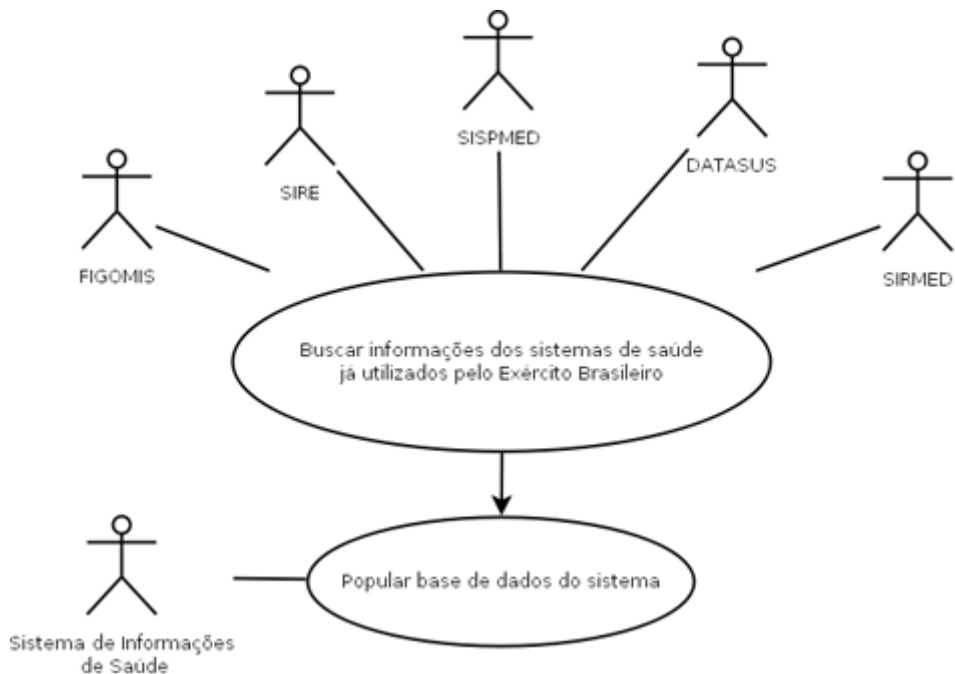 SISPMED
DATASUS
SIRE
FIGOMIS
SIRMED
Buscar informações dos sistemas de saúde
já utilizados pelo Exército Brasileiro
Popular base de dados do sistema
Sistema de Informações
de Saúde